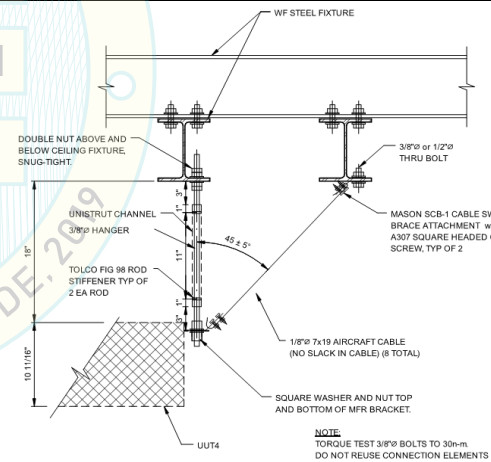 WF STEEL FIXTURE
DOUBLE NUT ABOVE AND
BELOW CEILING FIXTURE,
SNUG-TIGHT.
3/8"Ø or 1/2"Ø
THRU BOLT
3"
1"
UNISTRUT CHANNEL
3/8"Ø HANGER
MASON SCB-1 CABLE
BRACE ATTACHMENT
A307 SQUARE HEADED
SCREW, TYP OF 2
45 ± 5°
18"
11"
TOLCO FIG 98 ROD
STIFFENER TYP OF
2 EA ROD
1"
3"
1/8"Ø 7x19 AIRCRAFT CABLE
(NO SLACK IN CABLE) (8 TOTAL)
10 11/16"
SQUARE WASHER AND NUT TOP
AND BOTTOM OF MFR BRACKET.
UUT4
NOTE:
TORQUE TEST 3/8"Ø BOLTS TO 30n-m.
DO NOT REUSE CONNECTION ELEMENTS
DE, 2019